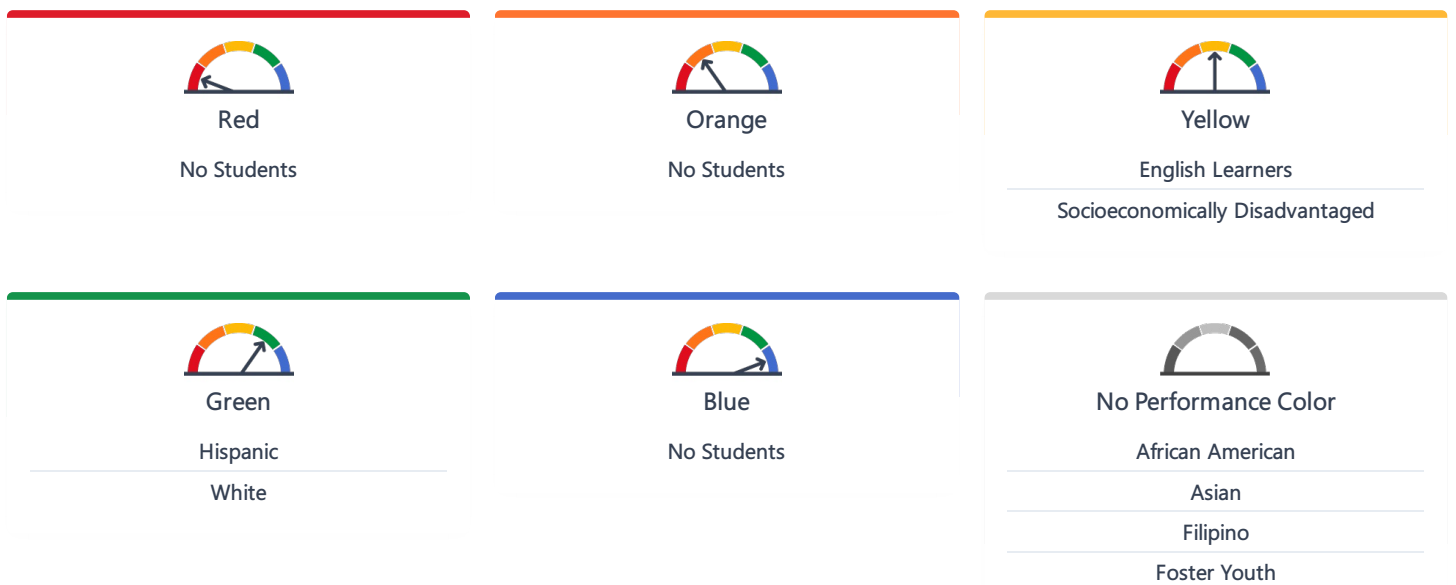 Red
No Students
Orange
No Students
Yellow
English Learners
Socioeconomically Disadvantaged
Green
Hispanic
White
Blue
No Students
No Performance Color
African American
Asian
Filipino
Foster Youth